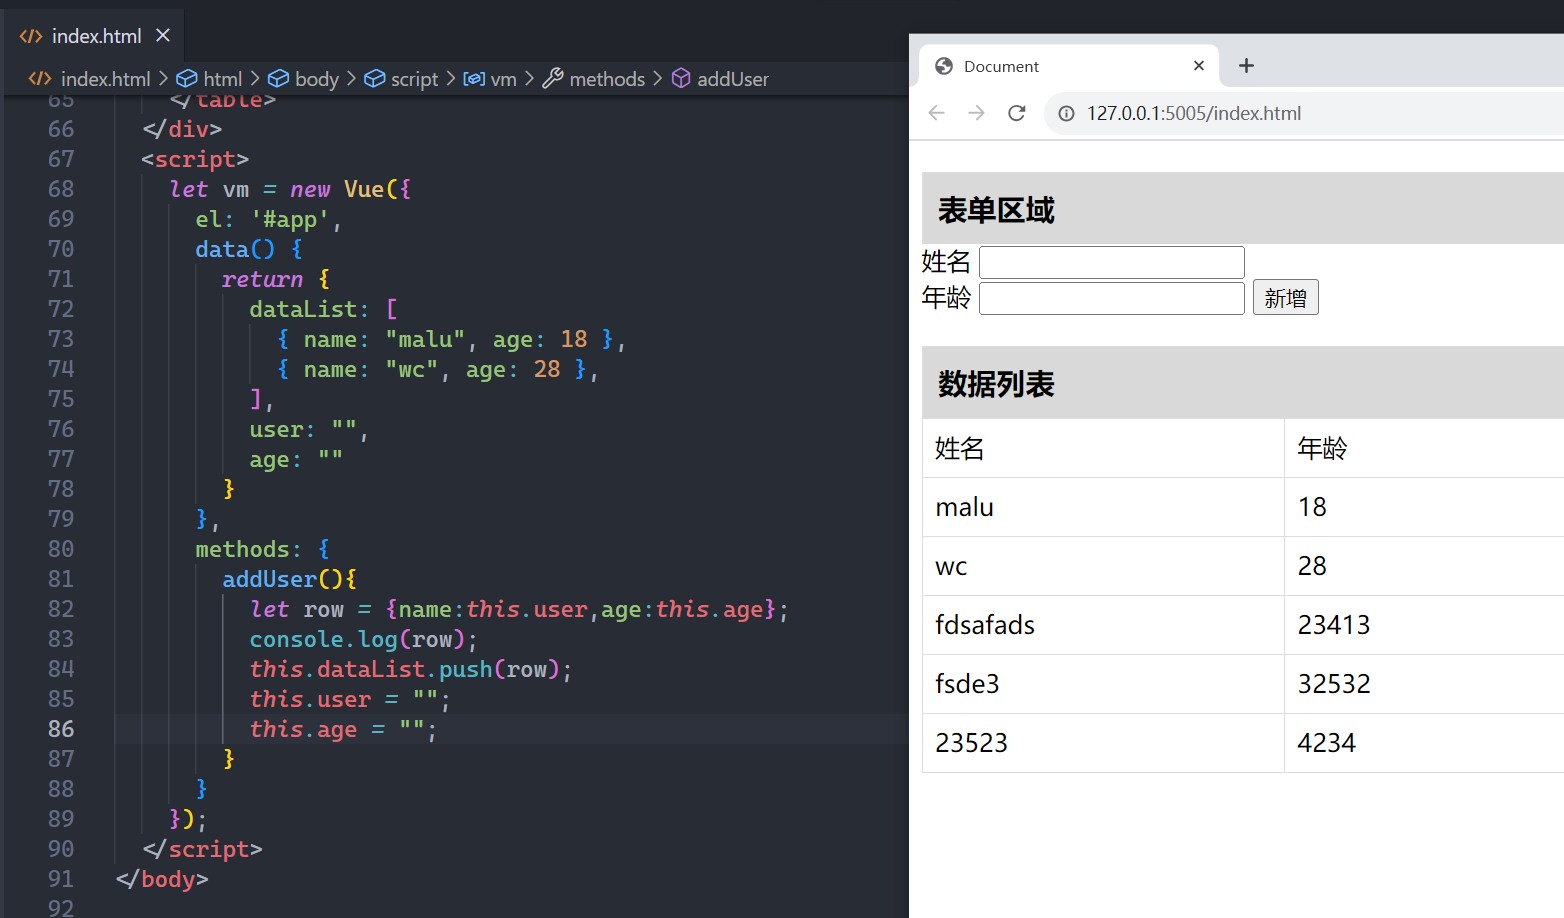 index.html
index.html > html > body > script > vm > methods > addUser
65 </table>
66 </div>
67 <script>
68 let vm = new Vue({
69 el: '#app',
70 data() {
71 return {
72 dataList: [
73 { name: "malu", age: 18 },
74 { name: "wc", age: 28 },
75 ],
76 user: "",
77 age: ""
78 }
79 },
80 methods: {
81 addUser(){
82 let row = {name:this.user,age:this.age};
83 console.log(row);
84 this.dataList.push(row);
85 this.user = "";
86 this.age = "";
87 }
88 }
89 });
90 </script>
91 </body>
92
Document
127.0.0.1:5005/index.html
表单区域
姓名
年龄 新增
数据列表
姓名 年龄
malu 18
wc 28
fdsafads 23413
fsde3 32532
23523 4234